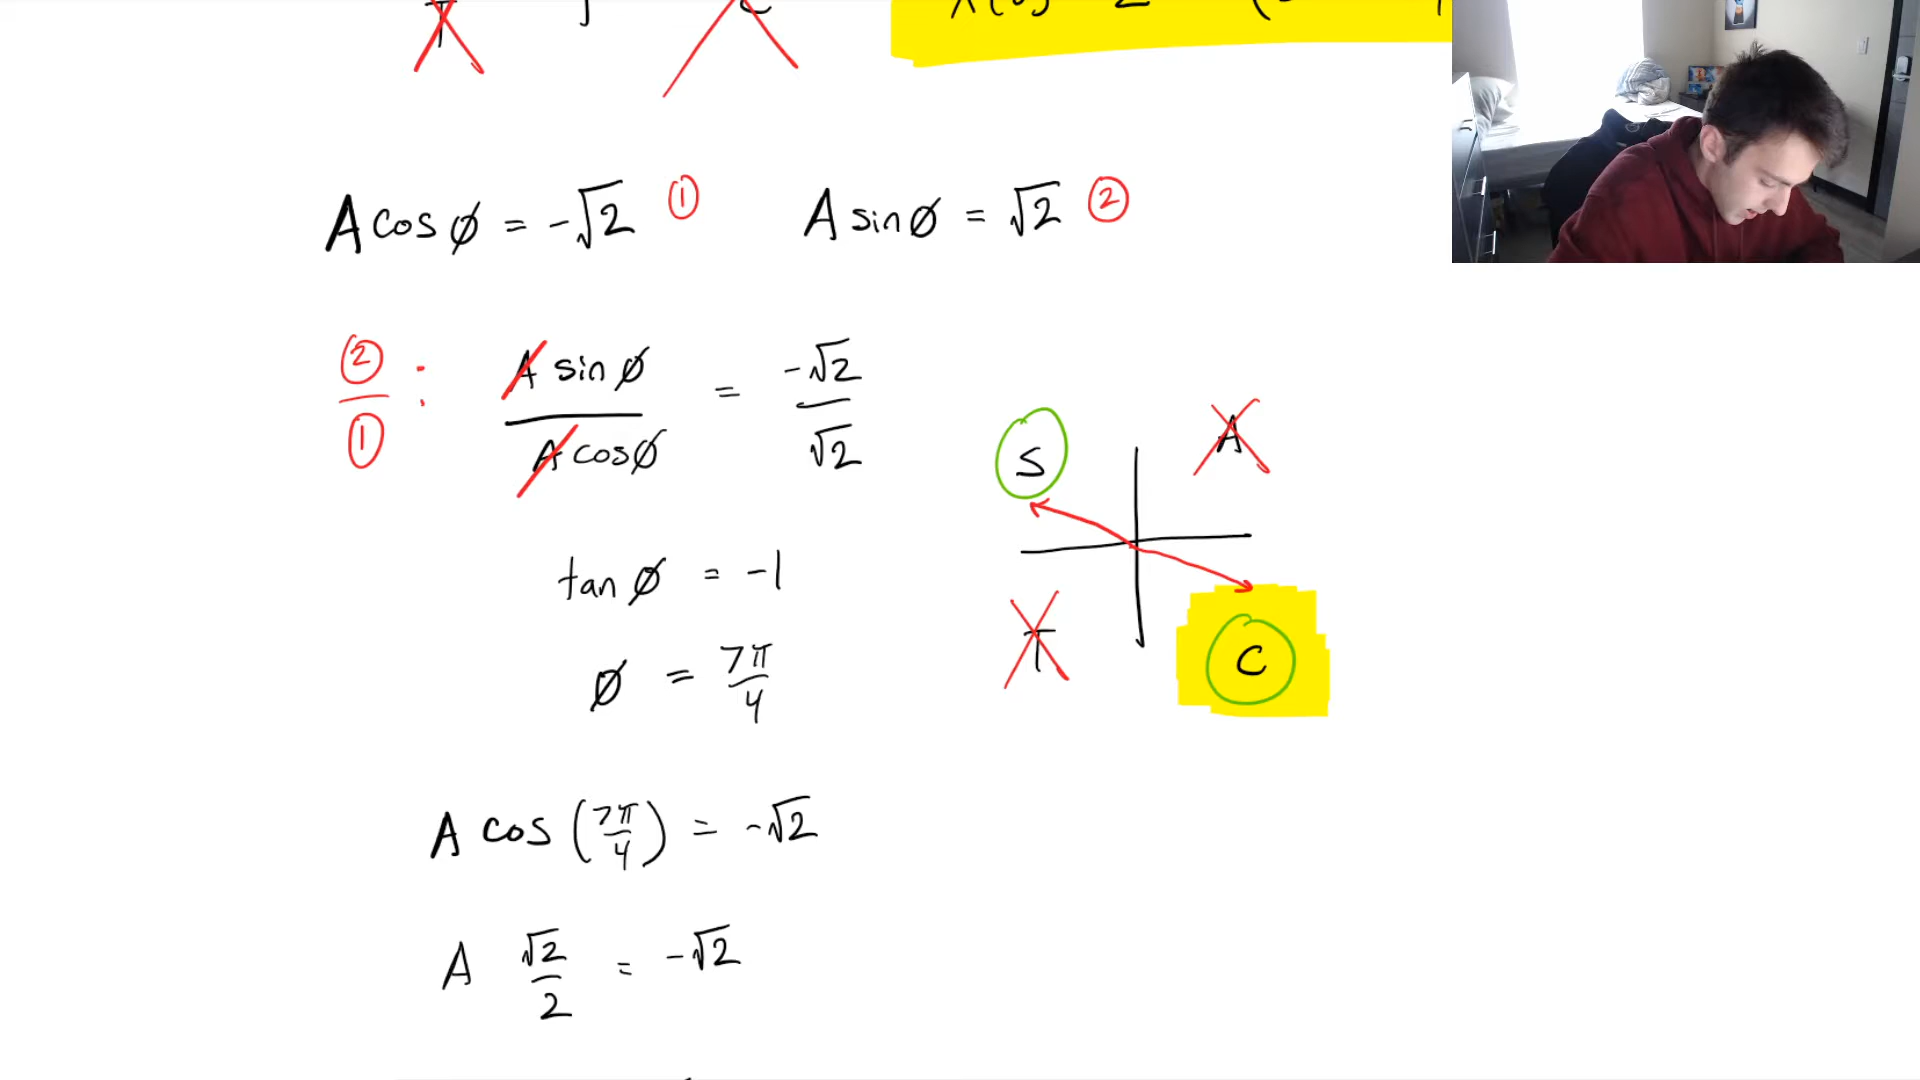 A cos ø = -√2 ① A sin ø = √2 ②
②/① : A sin ø / A cos ø = -√2 / √2
S A
tan ø = -1
T C
ø = 7π/4
A cos (7π/4) = -√2
A √2/2 = -√2